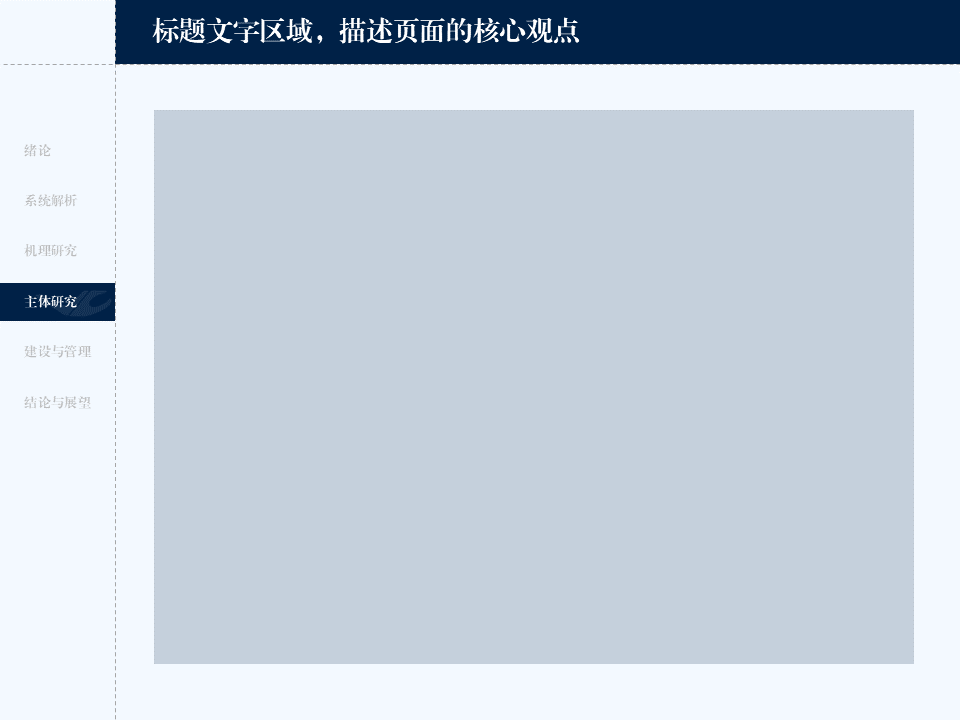 标题文字区域，描述页面的核心观点
绪论
系统解析
机理研究
主体研究
建设与管理
结论与展望